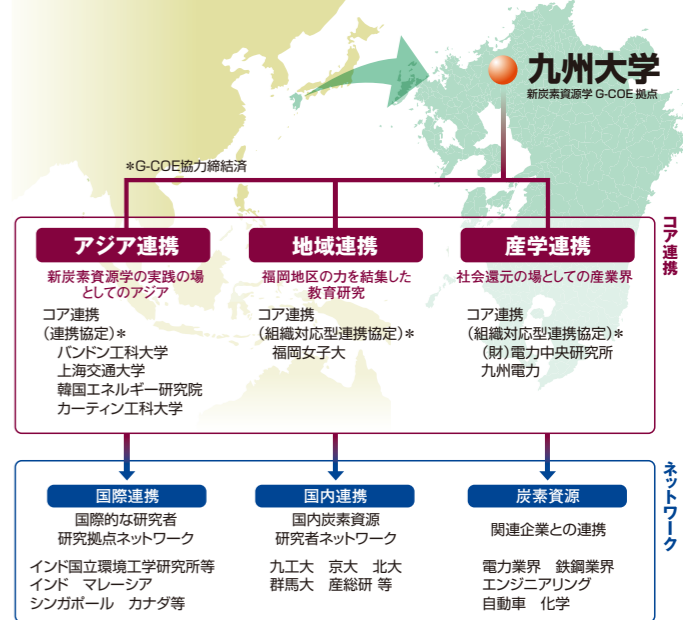 九州大学
新炭素資源学 G-COE 拠点
*G-COE協力締結済
コア連携
アジア連携
新炭素資源学の実践の場
としてのアジア
コア連携
(連携協定)*
バンドン工科大学
上海交通大学
韓国エネルギー研究院
カーティン工科大学
地域連携
福岡地区の力を結集した
教育研究
コア連携
(組織対応型連携協定)*
福岡女子大
産学連携
社会還元の場としての産業界
コア連携
(組織対応型連携協定)*
(財)電力中央研究所
九州電力
ネットワーク
国際連携
国際的な研究者
研究拠点ネットワーク
インド国立環境工学研究所等
インド マレーシア
シンガポール カナダ等
国内連携
国内炭素資源
研究者ネットワーク
九工大 京大 北大
群馬大 産総研 等
炭素資源
関連企業との連携
電力業界 鉄鋼業界
エンジニアリング
自動車 化学